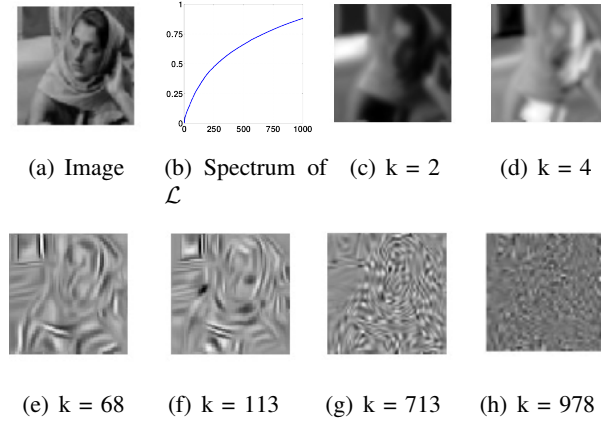 1
0.75
0.5
0.25
0
0 250 500 750 1000
(a) Image (b) Spectrum of (c) k = 2 (d) k = 4
ℒ
(e) k = 68 (f) k = 113 (g) k = 713 (h) k = 978